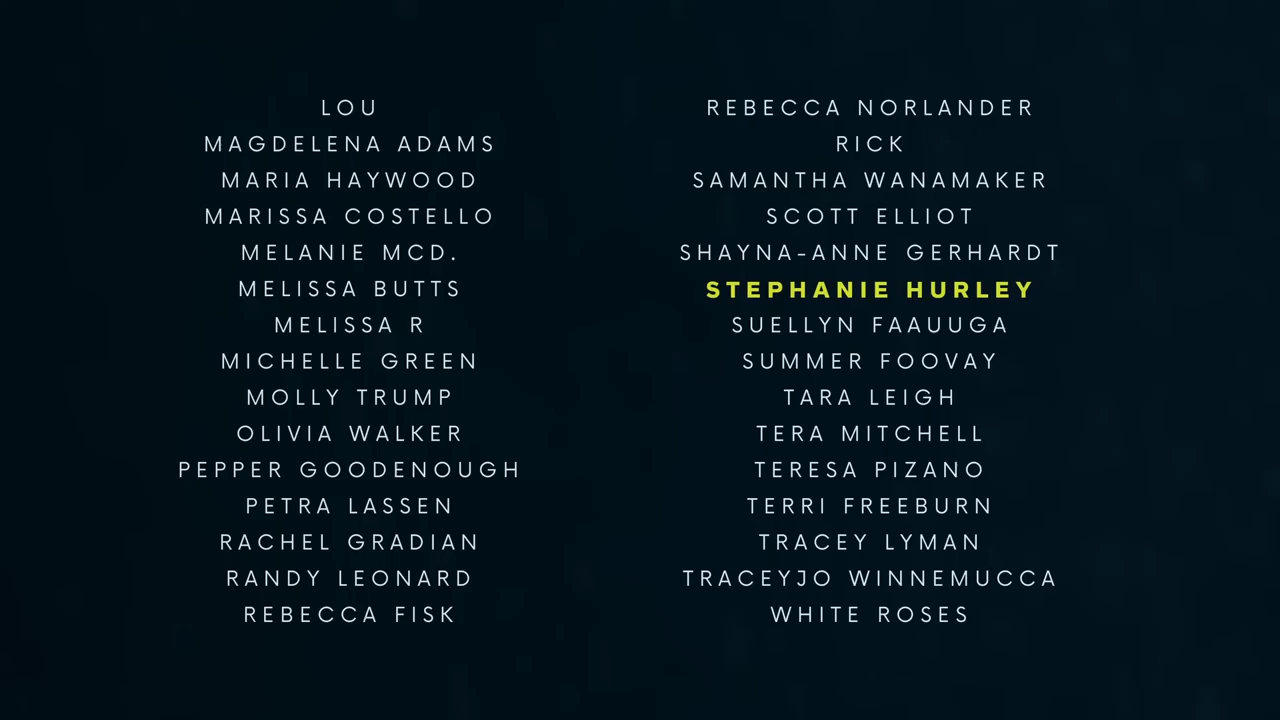 LOU
MAGDELENA ADAMS
MARIA HAYWOOD
MARISSA COSTELLO
MELANIE MCD.
MELISSA BUTTS
MELISSA R
MICHELLE GREEN
MOLLY TRUMP
OLIVIA WALKER
PEPPER GOODENOUGH
PETRA LASSEN
RACHEL GRADIAN
RANDY LEONARD
REBECCA FISK
REBECCA NORLANDER
RICK
SAMANTHA WANAMAKER
SCOTT ELLIOT
SHAYNA-ANNE GERHARDT
STEPHANIE HURLEY
SUELLYN FAAUUGA
SUMMER FOOVAY
TARA LEIGH
TERA MITCHELL
TERESA PIZANO
TERRI FREEBURN
TRACEY LYMAN
TRACEYJO WINNEMUCCA
WHITE ROSES